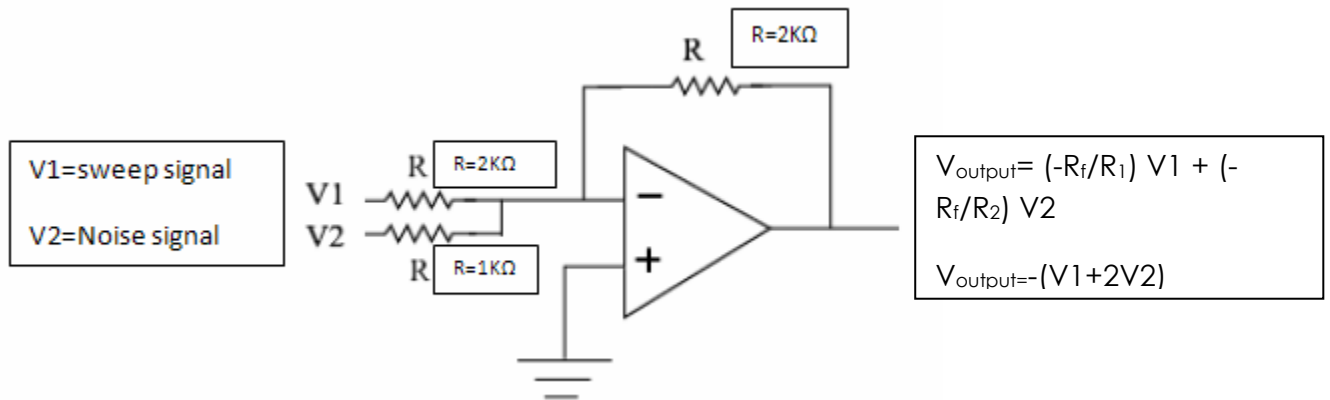 R
R=2KΩ
V1=sweep signal
V2=Noise signal
R
R=2KΩ
V1
V2
R
R=1KΩ
−
+
Voutput= (-Rf/R1) V1 + (-
Rf/R2) V2
Voutput=-(V1+2V2)